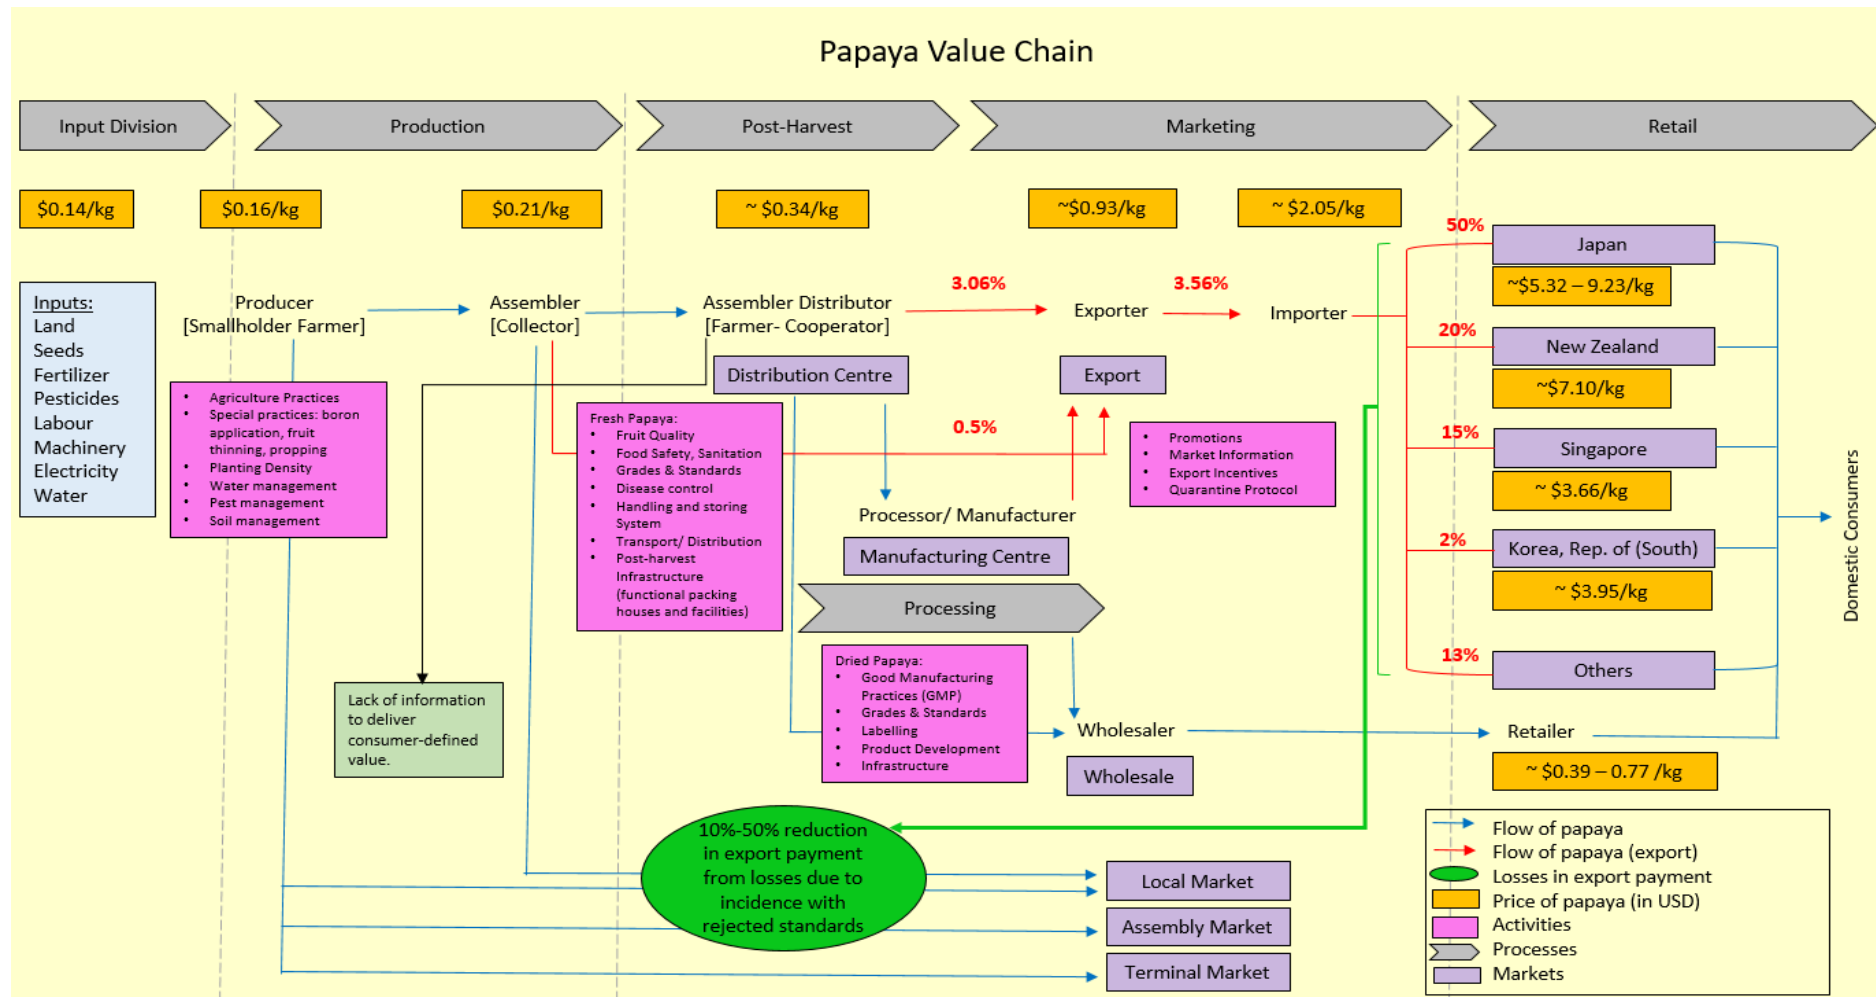 Papaya Value Chain
Input Division
Production
Post-Harvest
Marketing
Retail
$0.14/kg
$0.16/kg
$0.21/kg
~ $0.34/kg
~$0.93/kg
~ $2.05/kg
Inputs:
Land
Seeds
Fertilizer
Pesticides
Labour
Machinery
Electricity
Water
Producer
[Smallholder Farmer]
• Agriculture Practices
• Special practices: boron
application, fruit
thinning, propping
• Planting Density
• Water management
• Pest management
• Soil management
Assembler
[Collector]
Lack of information
to deliver
consumer-defined
value.
Fresh Papaya:
• Fruit Quality
• Food Safety, Sanitation
• Grades & Standards
• Disease control
• Handling and storing
System
• Transport/ Distribution
• Post-harvest
Infrastructure
(functional packing
houses and facilities)
Assembler Distributor
[Farmer- Cooperator]
Distribution Centre
3.06%
Exporter
3.56%
Importer
Export
0.5%
• Promotions
• Market Information
• Export Incentives
• Quarantine Protocol
Processor/ Manufacturer
Manufacturing Centre
Processing
Dried Papaya:
• Good Manufacturing
Practices (GMP)
• Grades & Standards
• Labelling
• Product Development
• Infrastructure
Wholesaler
Wholesale
10%-50% reduction
in export payment
from losses due to
incidence with
rejected standards
Local Market
Assembly Market
Terminal Market
50%
Japan
~$5.32 – 9.23/kg
20%
New Zealand
~$7.10/kg
15%
Singapore
~ $3.66/kg
2%
Korea, Rep. of (South)
~ $3.95/kg
13%
Others
Retailer
~ $0.39 – 0.77 /kg
Domestic Consumers
Flow of papaya
Flow of papaya (export)
Losses in export payment
Price of papaya (in USD)
Activities
Processes
Markets